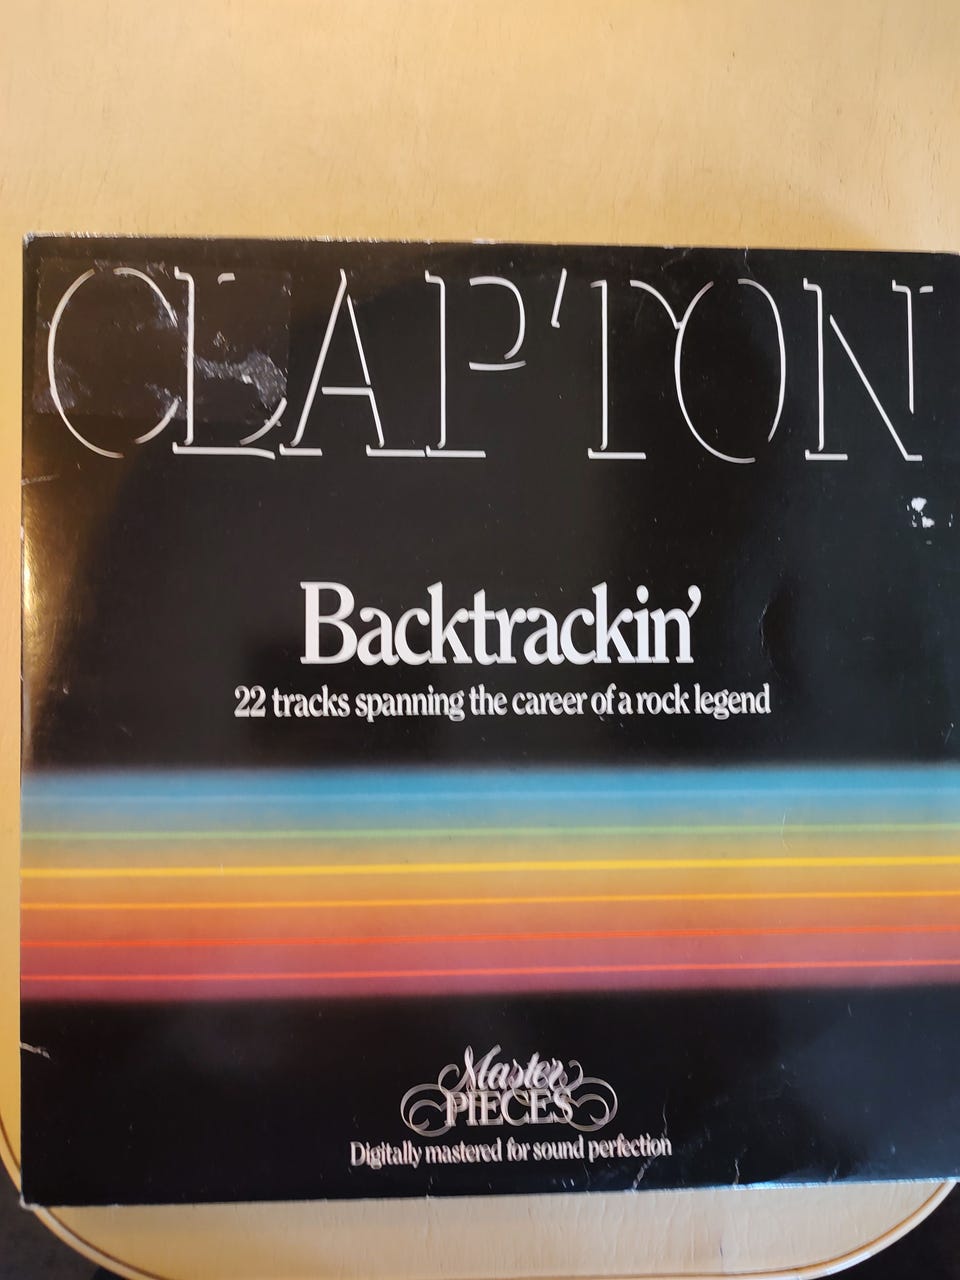 CLAPTON
Backtrackin'
22 tracks spanning the career of a rock legend
Master
PIECES
Digitally mastered for sound perfection